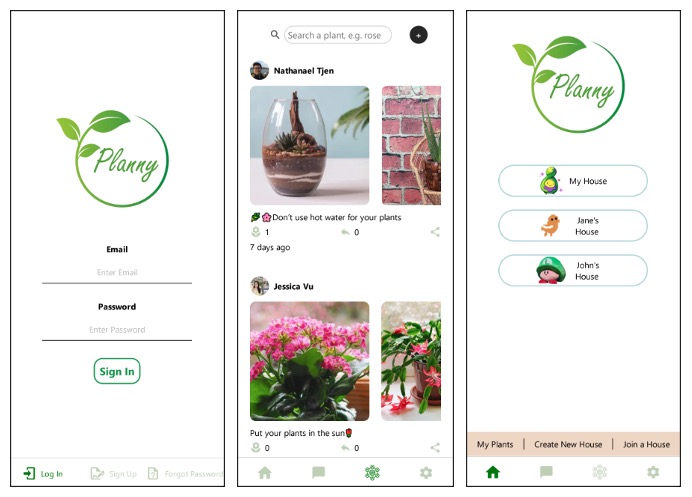 Planny
Email
Enter Email
Password
Enter Password
Sign In
Log In
Sign Up
Forgot Password
Search a plant, e.g. rose
+
Nathanael Tjen
Don't use hot water for your plants
1
0
7 days ago
Jessica Vu
Put your plants in the sun
0
0
Planny
My House
Jane's
House
John's
House
My Plants | Create New House | Join a House